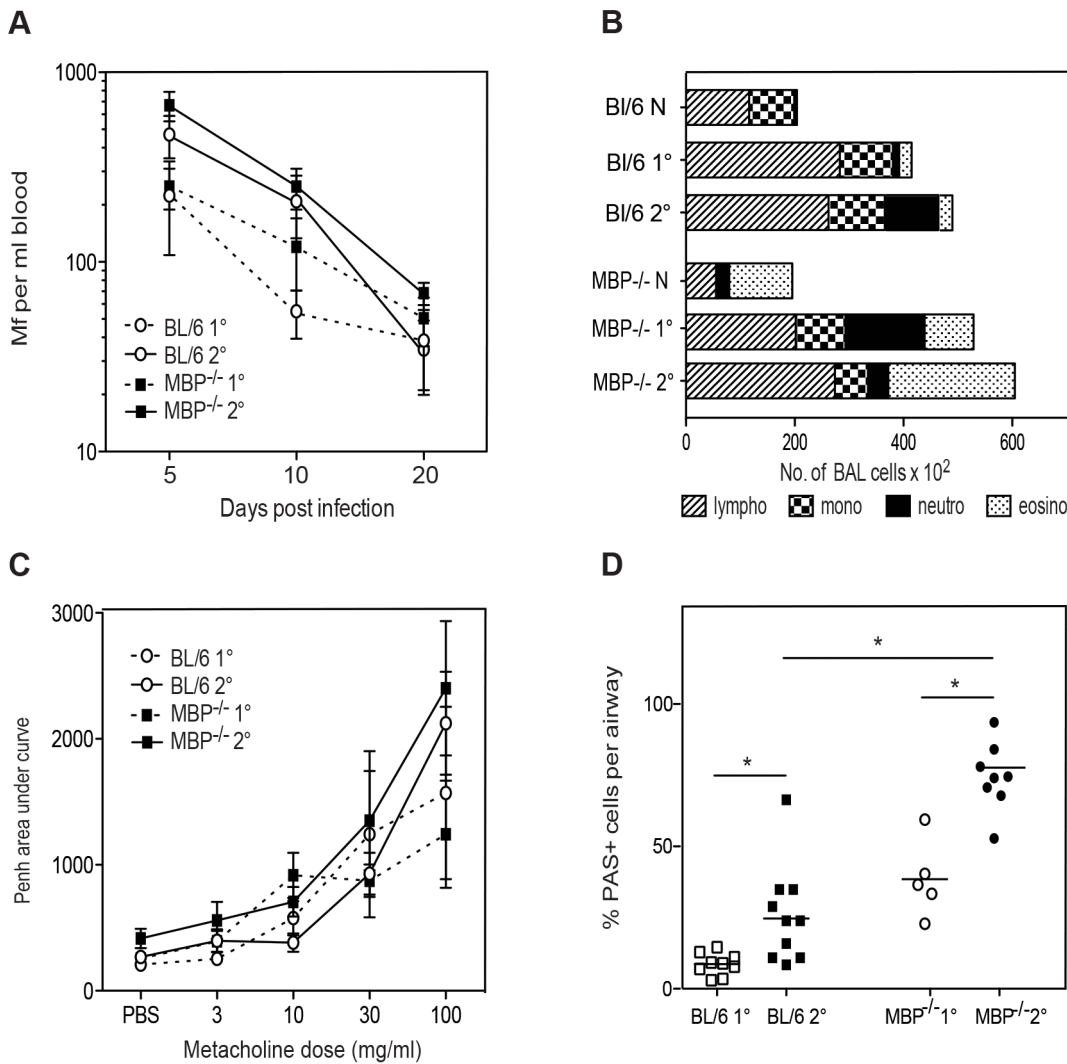 A
1000
100
10
Mf per ml blood
BL/6 1°
BL/6 2°
MBP-/- 1°
MBP-/- 2°
5 10 20
Days post infection
B
Bl/6 N
Bl/6 1°
Bl/6 2°
MBP-/- N
MBP-/- 1°
MBP-/- 2°
0 200 400 600
No. of BAL cells x 10²
lympho mono neutro eosino
C
3000
2000
1000
0
Penh area under curve
BL/6 1°
BL/6 2°
MBP-/- 1°
MBP-/- 2°
PBS 3 10 30 100
Metacholine dose (mg/ml)
D
100
50
0
% PAS+ cells per airway
*
*
*
BL/6 1° BL/6 2° MBP-/- 1° MBP-/- 2°